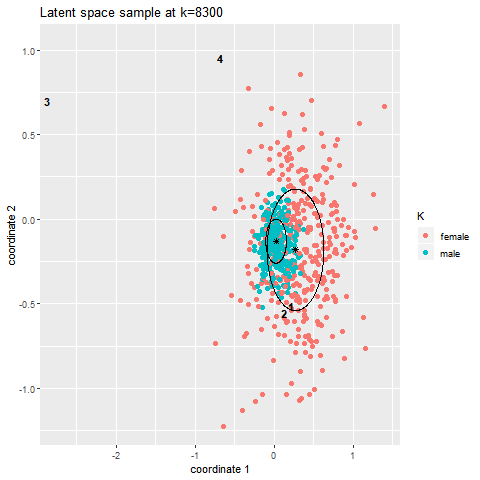 Latent space sample at k=8300
4
3
1
2
1.0
0.5
0.0
-0.5
-1.0
-2
-1
0
1
coordinate 1
coordinate 2
K
female
male